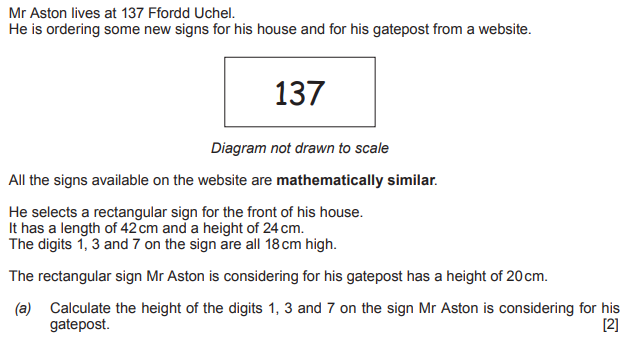 Mr Aston lives at 137 Ffordd Uchel.
He is ordering some new signs for his house and for his gatepost from a website.
137
Diagram not drawn to scale
All the signs available on the website are mathematically similar.
He selects a rectangular sign for the front of his house.
It has a length of 42 cm and a height of 24 cm.
The digits 1, 3 and 7 on the sign are all 18 cm high.
The rectangular sign Mr Aston is considering for his gatepost has a height of 20 cm.
(a) Calculate the height of the digits 1, 3 and 7 on the sign Mr Aston is considering for his
gatepost. [2]